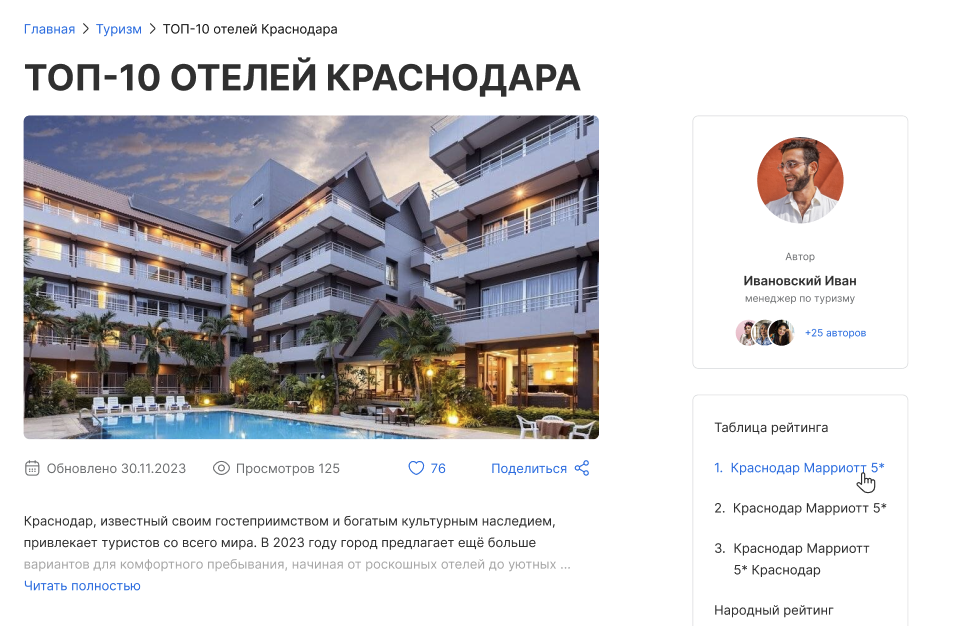 Главная > Туризм > ТОП-10 отелей Краснодара
ТОП-10 ОТЕЛЕЙ КРАСНОДАРА
Обновлено 30.11.2023 Просмотров 125 76 Поделиться
Краснодар, известный своим гостеприимством и богатым культурным наследием,
привлекает туристов со всего мира. В 2023 году город предлагает ещё больше
вариантов для комфортного пребывания, начиная от роскошных отелей до уютных ...
Читать полностью
Автор
Ивановский Иван
менеджер по туризму
+25 авторов
Таблица рейтинга
1. Краснодар Марриотт 5*
2. Краснодар Марриотт 5*
3. Краснодар Марриотт
5* Краснодар
Народный рейтинг